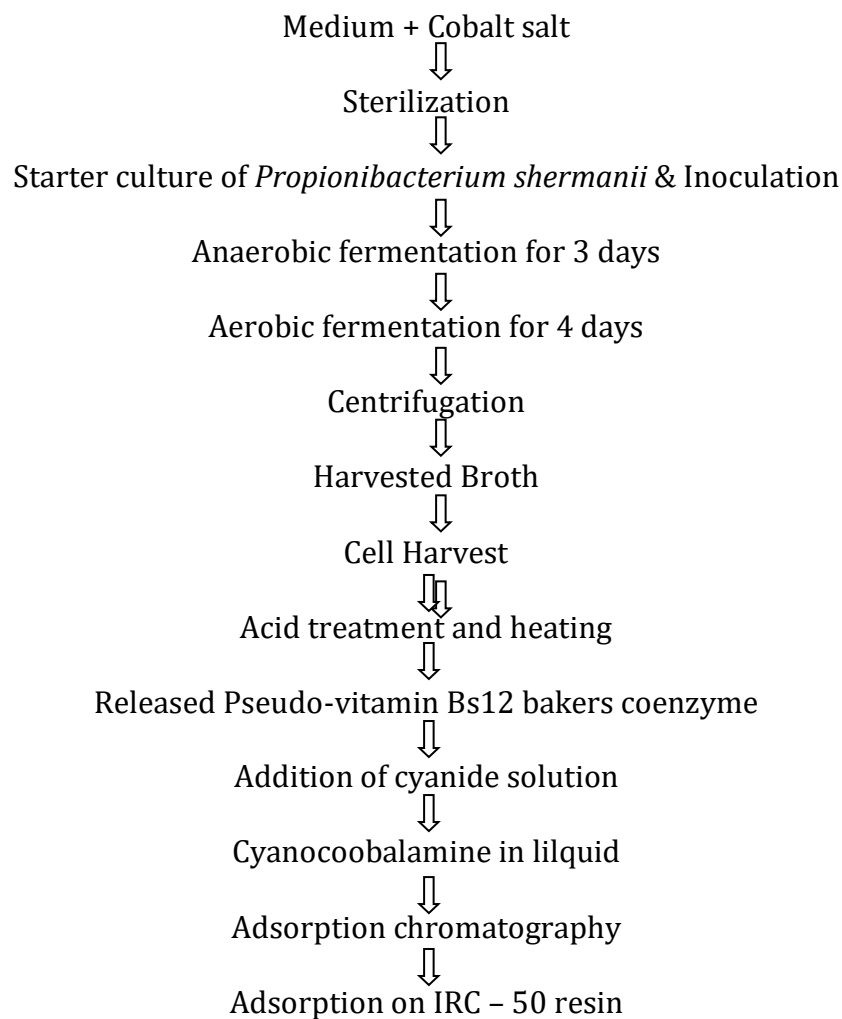 Medium + Cobalt salt
Sterilization
Starter culture of Propionibacterium shermanii & Inoculation
Anaerobic fermentation for 3 days
Aerobic fermentation for 4 days
Centrifugation
Harvested Broth
Cell Harvest
Acid treatment and heating
Released Pseudo-vitamin Bs12 bakers coenzyme
Addition of cyanide solution
Cyanocoobalamine in lilquid
Adsorption chromatography
Adsorption on IRC – 50 resin